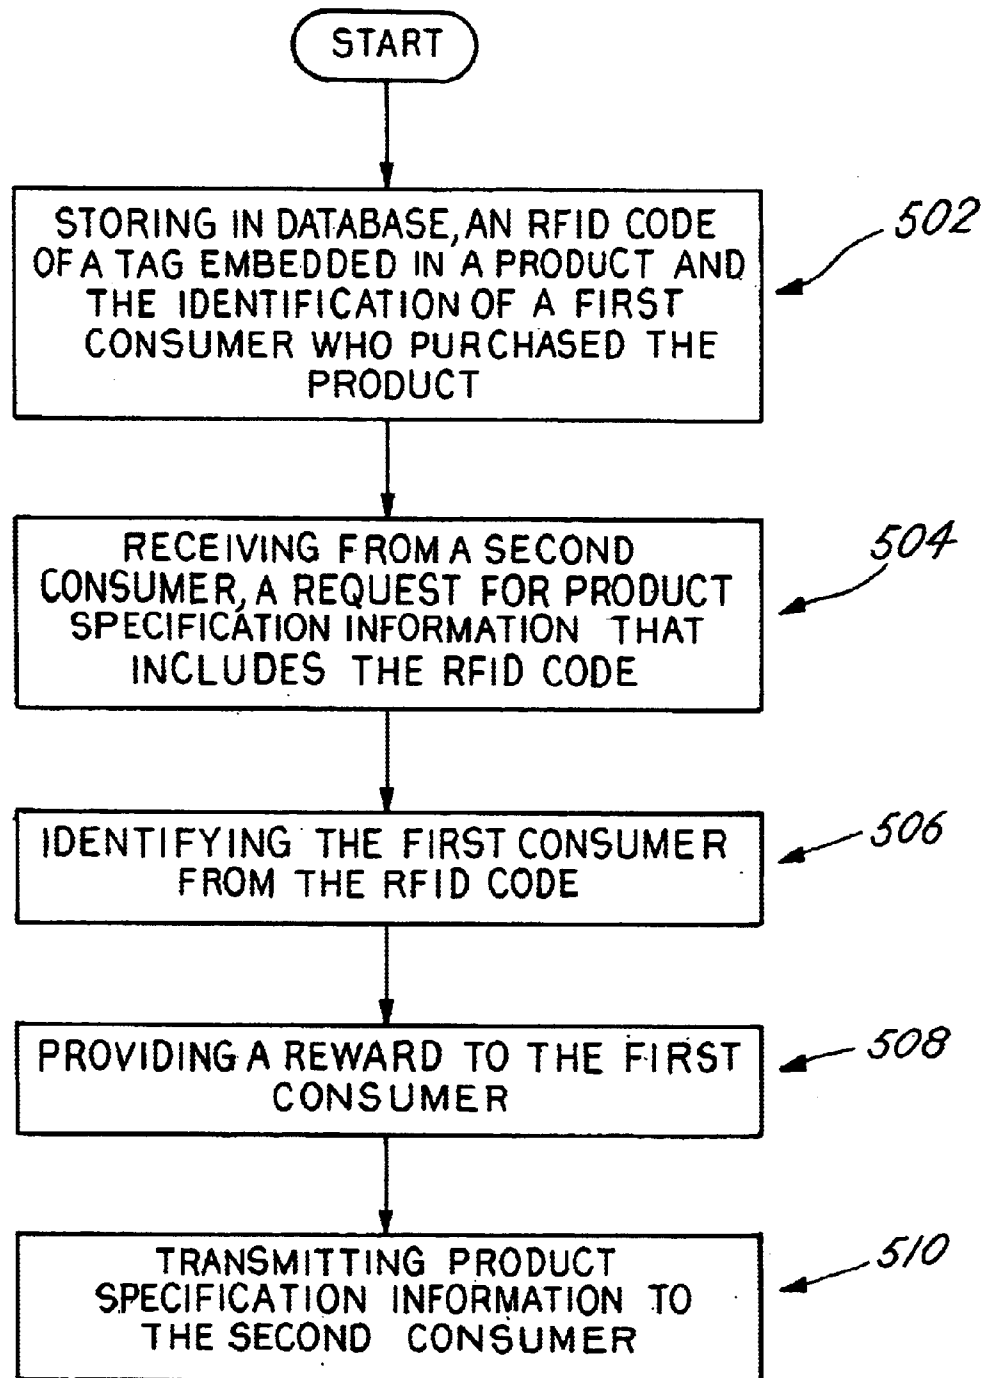 START
STORING IN DATABASE, AN RFID CODE
OF A TAG EMBEDDED IN A PRODUCT AND
THE IDENTIFICATION OF A FIRST
CONSUMER WHO PURCHASED THE
PRODUCT
502
RECEIVING FROM A SECOND
CONSUMER, A REQUEST FOR PRODUCT
SPECIFICATION INFORMATION THAT
INCLUDES THE RFID CODE
504
IDENTIFYING THE FIRST CONSUMER
FROM THE RFID CODE
506
PROVIDING A REWARD TO THE FIRST
CONSUMER
508
TRANSMITTING PRODUCT
SPECIFICATION INFORMATION TO
THE SECOND CONSUMER
510